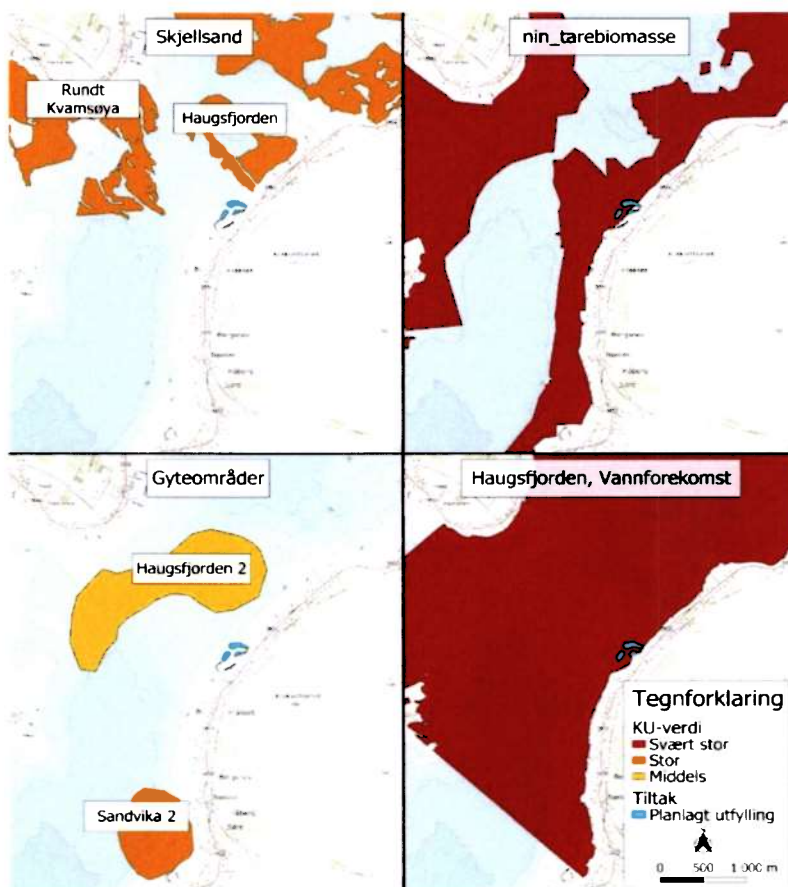 Skjellsand
nin_tarebiomasse
Rundt
Kvamsøya
Haugsfjorden
Gyteområder
Haugsfjorden, Vannforekomst
Haugsfjorden 2
Sandvika 2
Tegnforklaring
KU-verdi
Svært stor
Stor
Middels
Tiltak
Planlagt utfylling
0 500 1 000 m